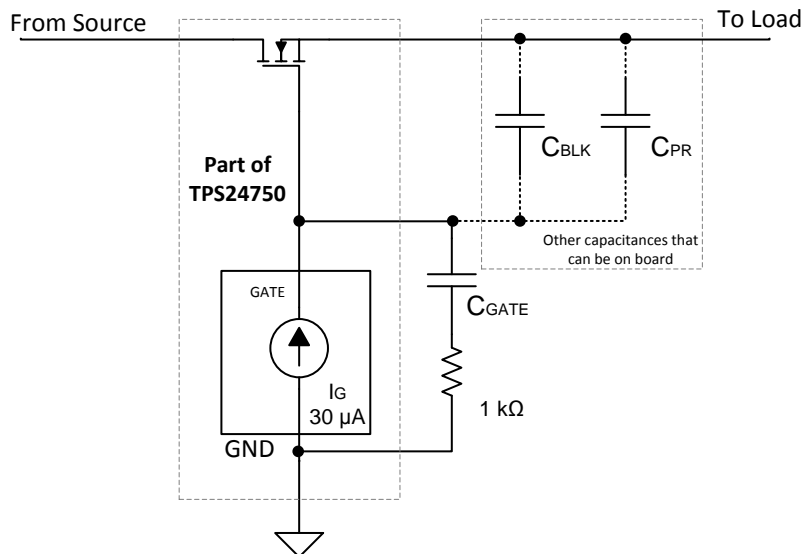 From Source
To Load
Part of
TPS24750
CBLK
CPR
Other capacitances that
can be on board
GATE
CGATE
IG
30 µA
1 kΩ
GND